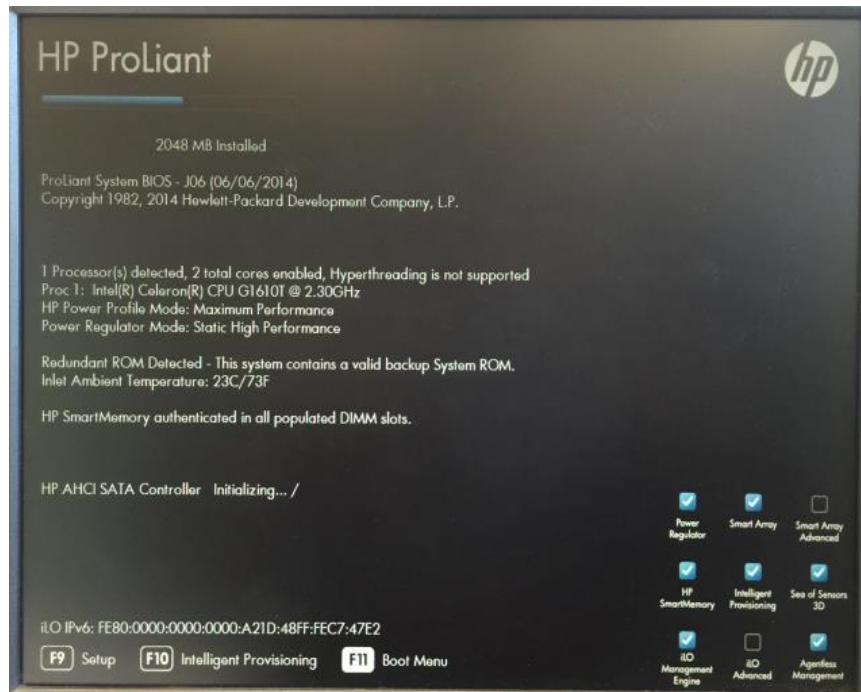 HP ProLiant
hp
2048 MB Installed
ProLiant System BIOS - J06 (06/06/2014)
Copyright 1982, 2014 Hewlett-Packard Development Company, L.P.
1 Processor(s) detected, 2 total cores enabled, Hyperthreading is not supported
Proc 1: Intel(R) Celeron(R) CPU G1610T @ 2.30GHz
HP Power Profile Mode: Maximum Performance
Power Regulator Mode: Static High Performance
Redundant ROM Detected - This system contains a valid backup System ROM.
Inlet Ambient Temperature: 23C/73F
HP SmartMemory authenticated in all populated DIMM slots.
HP AHCI SATA Controller Initializing... /
Power Regulator
Smart Array
Smart Array Advanced
HP SmartMemory
Intelligent Provisioning
Sea of Sensors 3D
iLO Management Engine
iLO Advanced
Agentless Management
iLO IPv6: FE80:0000:0000:0000:A21D:48FF:FEC7:47E2
F9 Setup F10 Intelligent Provisioning F11 Boot Menu